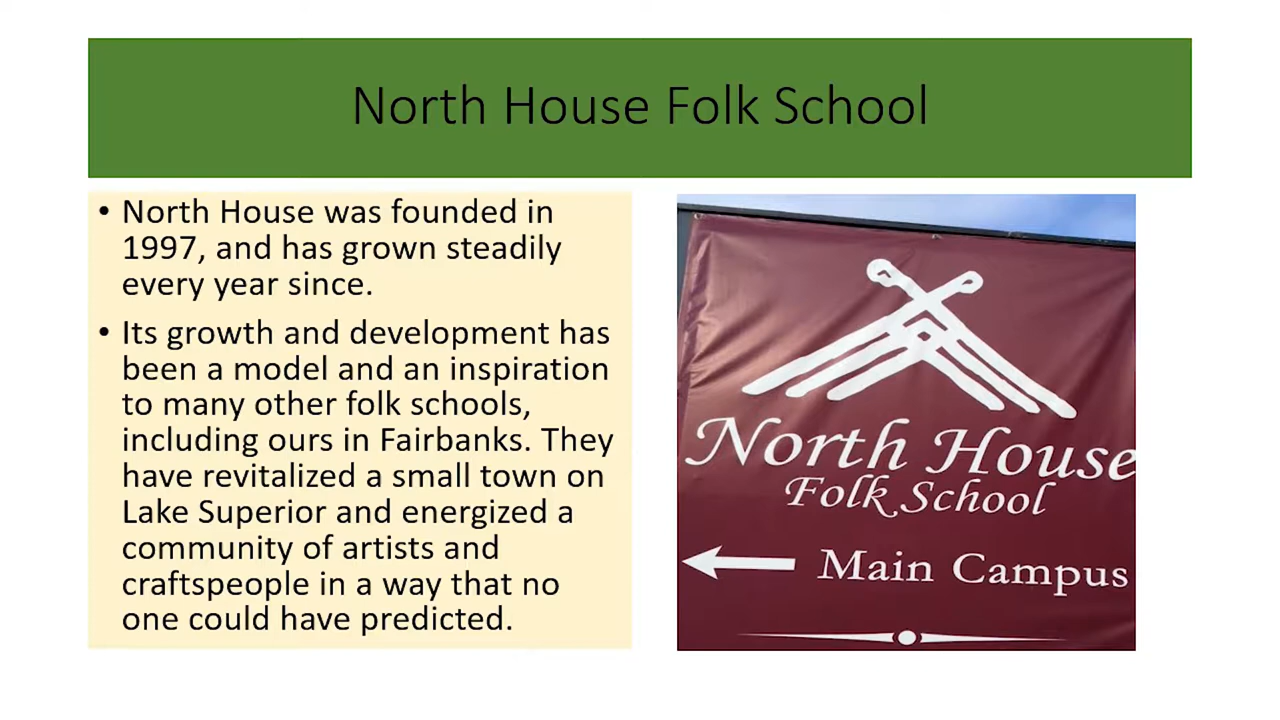 North House Folk School
• North House was founded in
1997, and has grown steadily
every year since.
• Its growth and development has
been a model and an inspiration
to many other folk schools,
including ours in Fairbanks. They
have revitalized a small town on
Lake Superior and energized a
community of artists and
craftspeople in a way that no
one could have predicted.
North House
Folk School
Main Campus